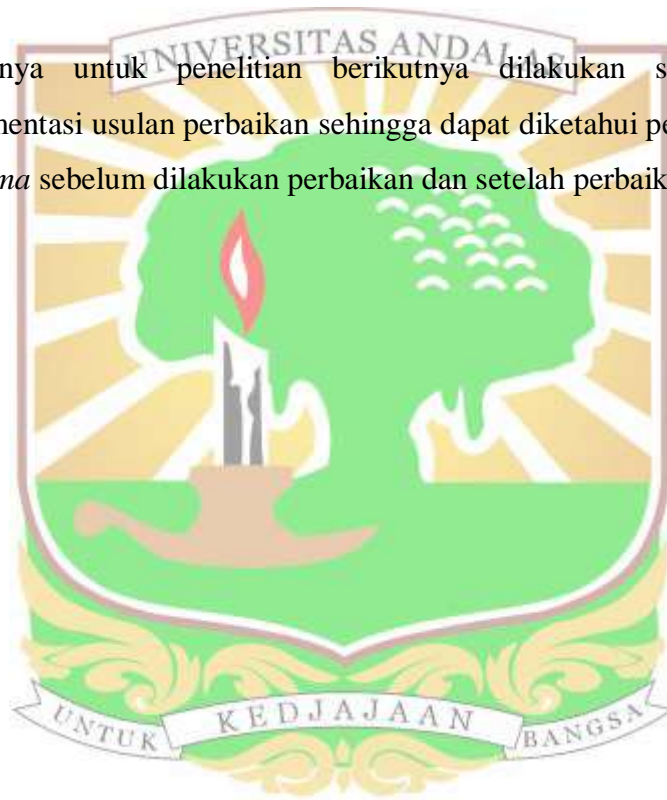 UNIVERSITAS ANDALAS
nya untuk penelitian berikutnya dilakukan s
mentasi usulan perbaikan sehingga dapat diketahui pe
ma sebelum dilakukan perbaikan dan setelah perbaik
UNTUK KEDJAJAAN BANGSA